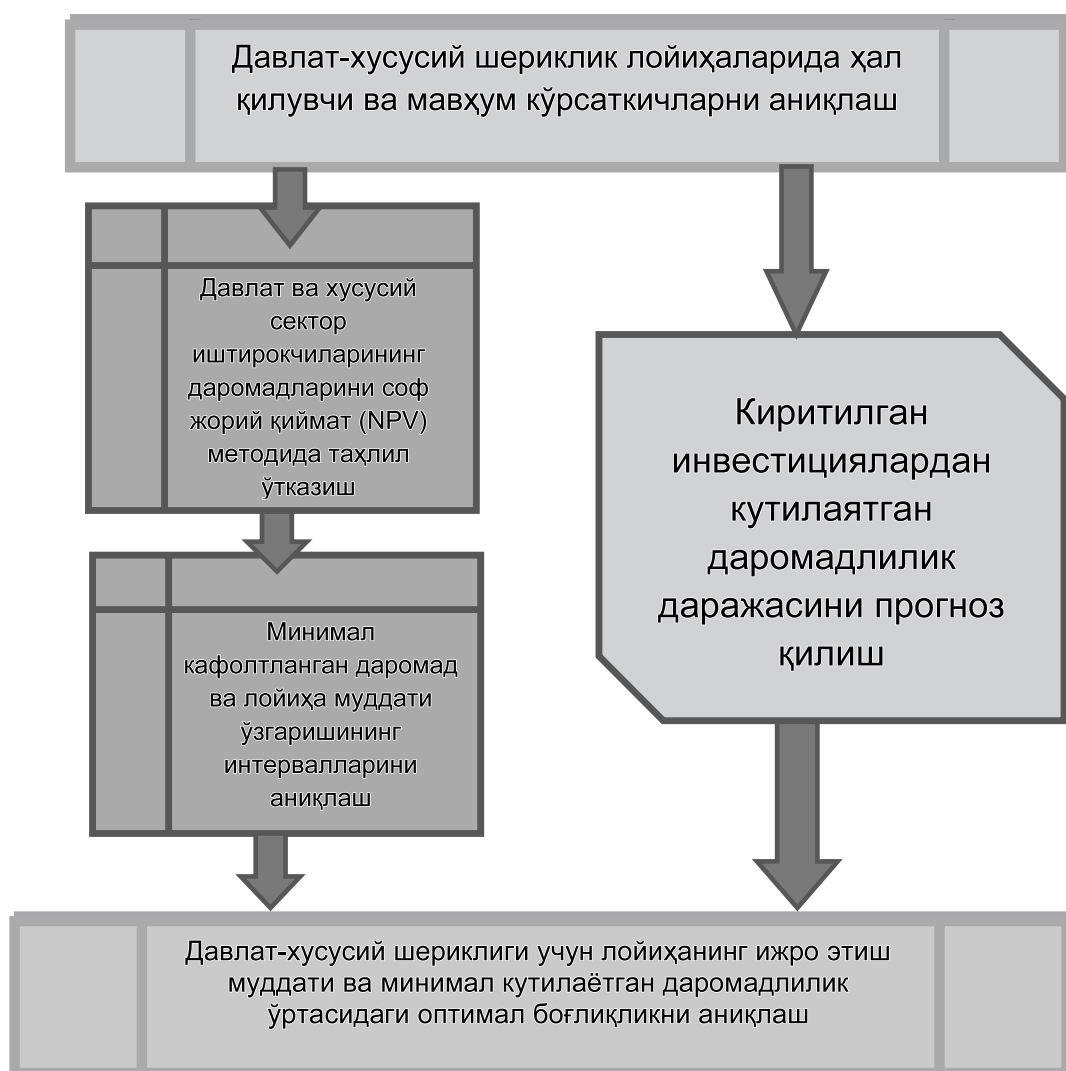 Давлат-хусусий шериклик лойиҳаларида ҳал
қилувчи ва мавҳум кўрсаткичларни аниқлаш
Давлат ва хусусий
сектор
иштирокчиларининг
даромадларини соф
жорий қиймат (NPV)
методида таҳлил
ўтказиш
Минимал
кафолтланган даромад
ва лойиҳа муддати
ўзгаришининг
интервалларини
аниқлаш
Киритилган
инвестициялардан
кутилаятган
даромадлилик
даражасини прогноз
қилиш
Давлат-хусусий шериклиги учун лойиҳанинг ижро этиш
муддати ва минимал кутилаётган даромадлилик
ўртасидаги оптимал боғлиқликни аниқлаш